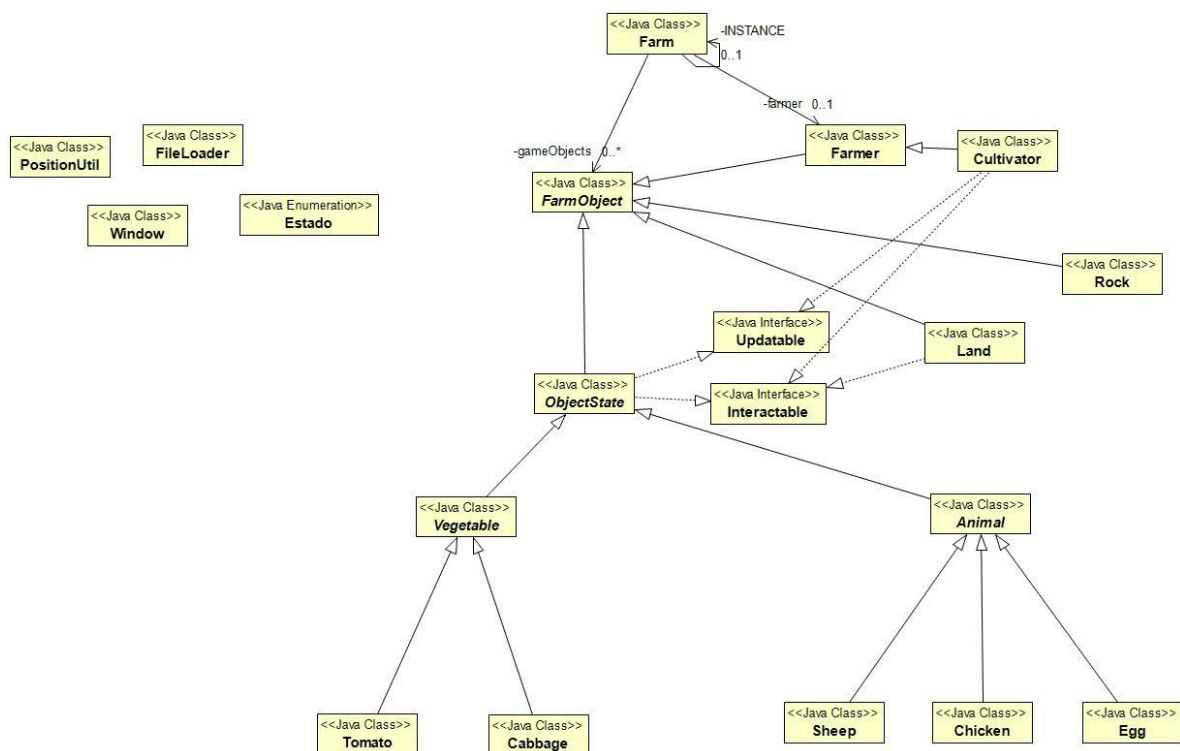 <<Java Class>>
Farm
-INSTANCE
0..1
-farmer 0..1
<<Java Class>>
PositionUtil
<<Java Class>>
FileLoader
<<Java Class>>
Window
<<Java Enumeration>>
Estado
-gameObjects 0..*
<<Java Class>>
Farmer
<<Java Class>>
Cultivator
<<Java Class>>
FarmObject
<<Java Class>>
Rock
<<Java Interface>>
Updatable
<<Java Class>>
Land
<<Java Class>>
ObjectState
<<Java Interface>>
Interactable
<<Java Class>>
Vegetable
<<Java Class>>
Animal
<<Java Class>>
Tomato
<<Java Class>>
Cabbage
<<Java Class>>
Sheep
<<Java Class>>
Chicken
<<Java Class>>
Egg